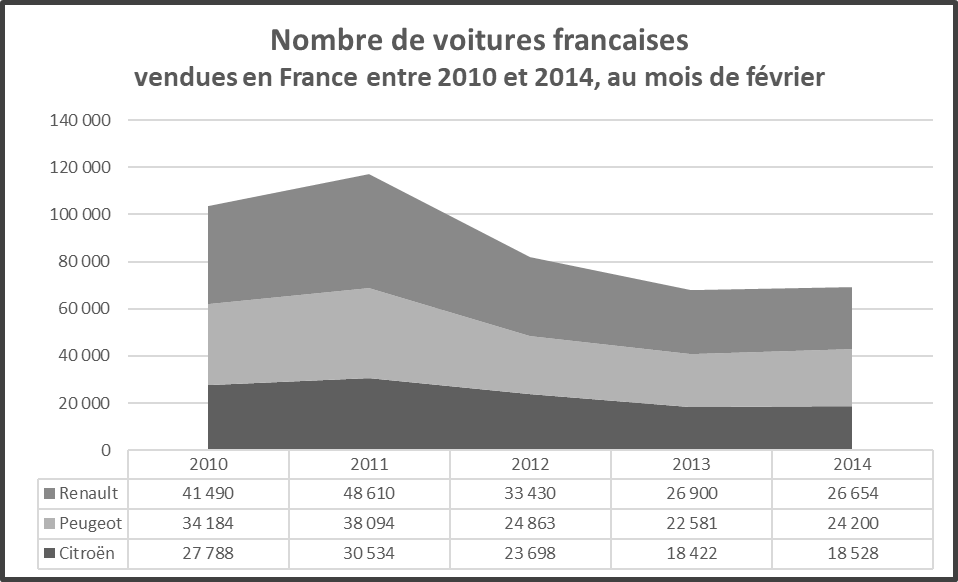 Nombre de voitures francaises
vendues en France entre 2010 et 2014, au mois de février
140 000
120 000
100 000
80 000
60 000
40 000
20 000
0
2010 2011 2012 2013 2014
Renault 41 490 48 610 33 430 26 900 26 654
Peugeot 34 184 38 094 24 863 22 581 24 200
Citroën 27 788 30 534 23 698 18 422 18 528